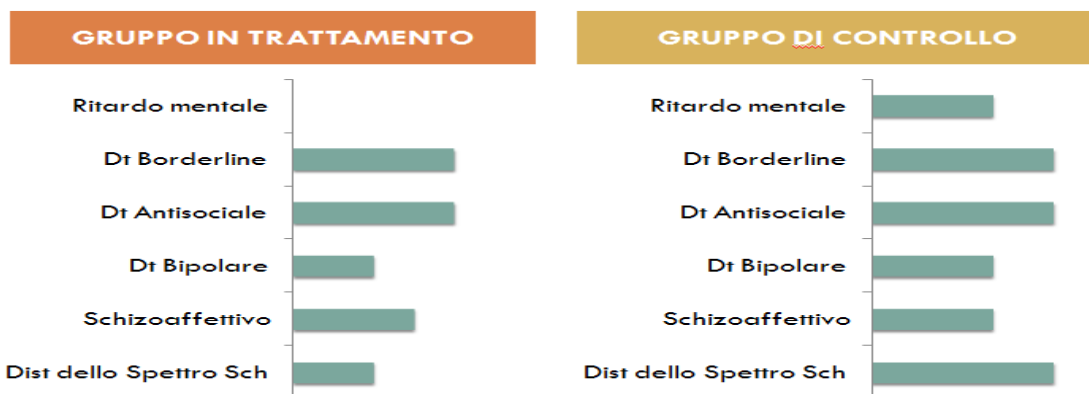 GRUPPO IN TRATTAMENTO
Ritardo mentale
Dt Borderline
Dt Antisociale
Dt Bipolare
Schizoaffettivo
Dist dello Spettro Sch
GRUPPO DI CONTROLLO
Ritardo mentale
Dt Borderline
Dt Antisociale
Dt Bipolare
Schizoaffettivo
Dist dello Spettro Sch